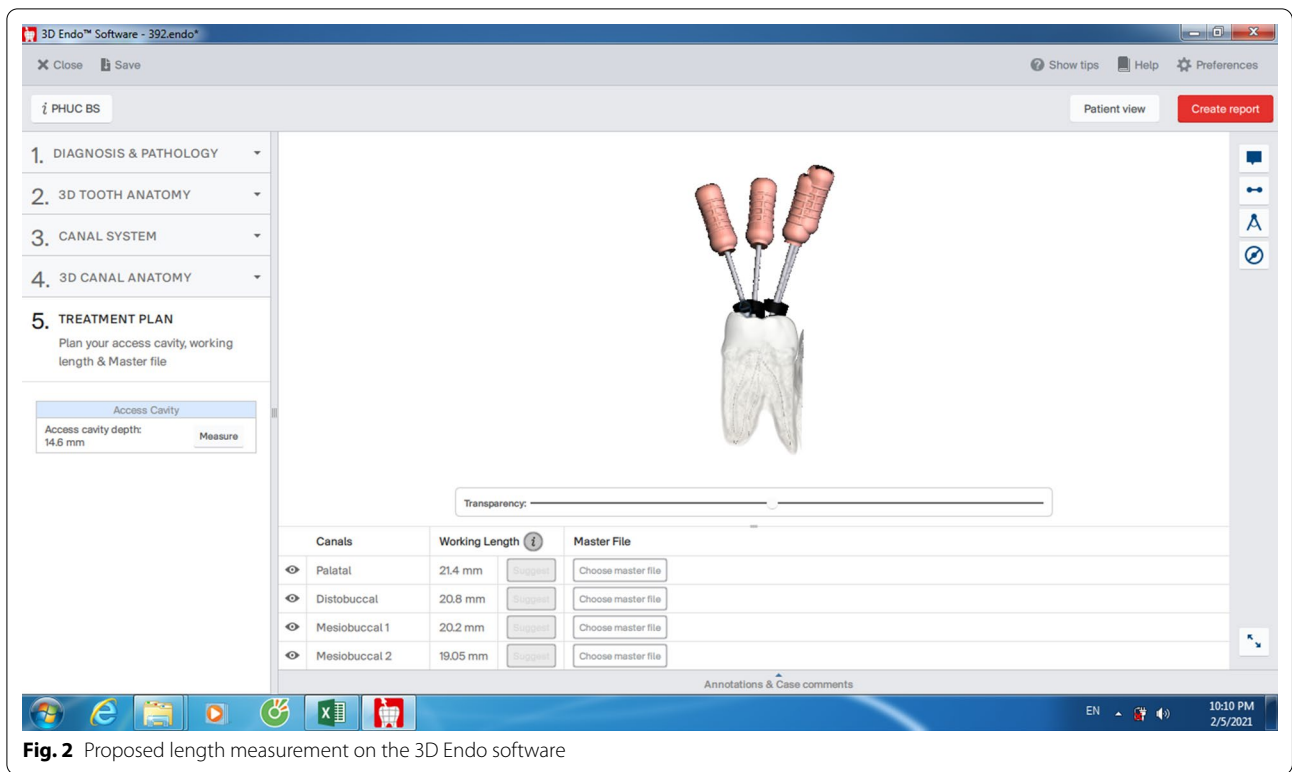 3D Endo™ Software - 392.endo*
Close Save Show tips Help Preferences
i PHUC BS Patient view Create report
1. DIAGNOSIS & PATHOLOGY
2. 3D TOOTH ANATOMY
3. CANAL SYSTEM
4. 3D CANAL ANATOMY
5. TREATMENT PLAN
Plan your access cavity, working
length & Master file
Access Cavity
Access cavity depth:
14.6 mm
Measure
Transparency:
Canals Working Length i Master File
Palatal 21.4 mm Suggest Choose master file
Distobuccal 20.8 mm Suggest Choose master file
Mesiobuccal 1 20.2 mm Suggest Choose master file
Mesiobuccal 2 19.05 mm Suggest Choose master file
Annotations & Case comments
EN 10:10 PM
2/5/2021
Fig. 2 Proposed length measurement on the 3D Endo software